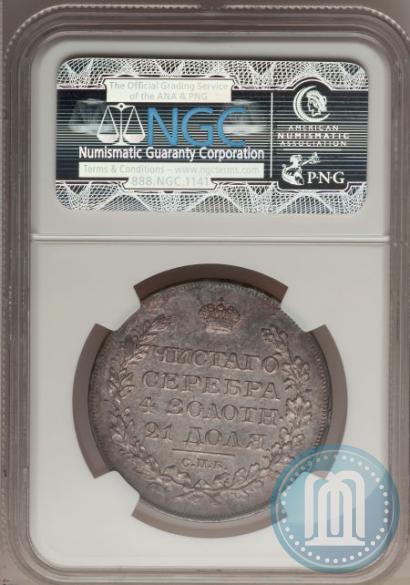 The Official Grading Service
of the ANA & PNG
NGC
Numismatic Guaranty Corporation
Terms & Conditions – www.ngcterms.com
888.NGC.1141
AMERICAN
NUMISMATIC
ASSOCIATION
PNG
ЧИСТАГО
СЕРЕБРА
4 ЗОЛОТН.
21 ДОЛЯ
С.П.Б.
M